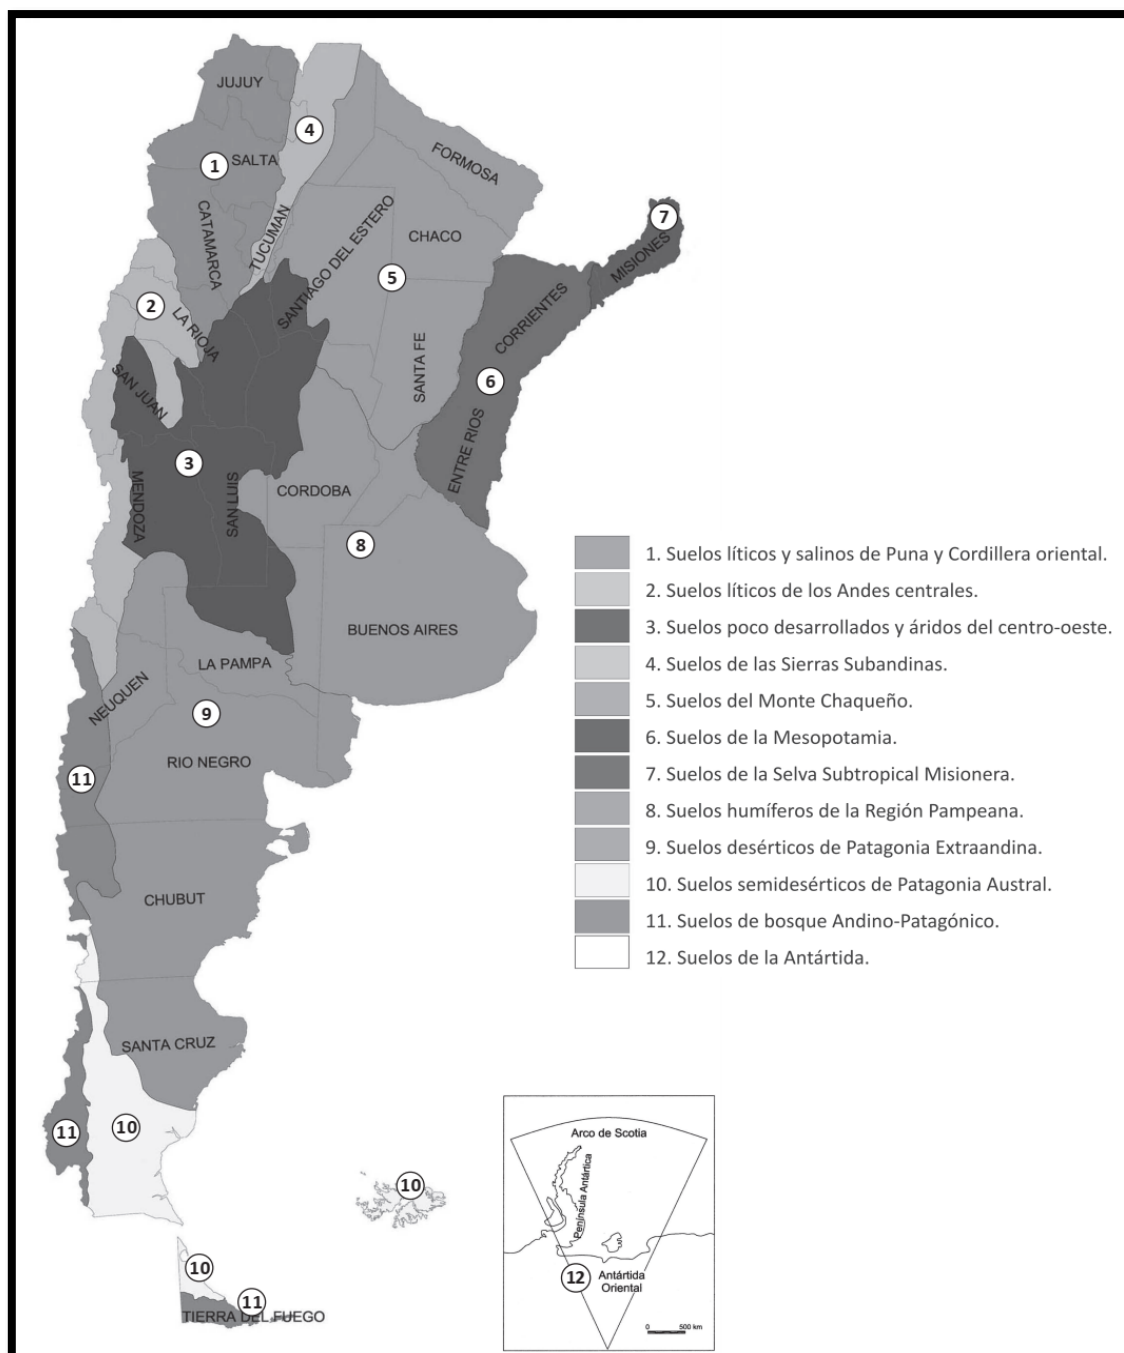 JUJUY
4
1
SALTA
FORMOSA
7
CATAMARCA
TUCUMAN
SANTIAGO DEL ESTERO
CHACO
MISIONES
5
2
LA RIOJA
CORRIENTES
SAN JUAN
SANTA FE
6
3
MENDOZA
SAN LUIS
CORDOBA
ENTRE RIOS
8
BUENOS AIRES
LA PAMPA
NEUQUEN
9
RIO NEGRO
11
CHUBUT
SANTA CRUZ
11
10
10
10
11
TIERRA DEL FUEGO
1. Suelos líticos y salinos de Puna y Cordillera oriental.
2. Suelos líticos de los Andes centrales.
3. Suelos poco desarrollados y áridos del centro-oeste.
4. Suelos de las Sierras Subandinas.
5. Suelos del Monte Chaqueño.
6. Suelos de la Mesopotamia.
7. Suelos de la Selva Subtropical Misionera.
8. Suelos humíferos de la Región Pampeana.
9. Suelos desérticos de Patagonia Extraandina.
10. Suelos semidesérticos de Patagonia Austral.
11. Suelos de bosque Andino-Patagónico.
12. Suelos de la Antártida.
Arco de Scotia
Península Antártica
12
Antártida
Oriental
0 500 km